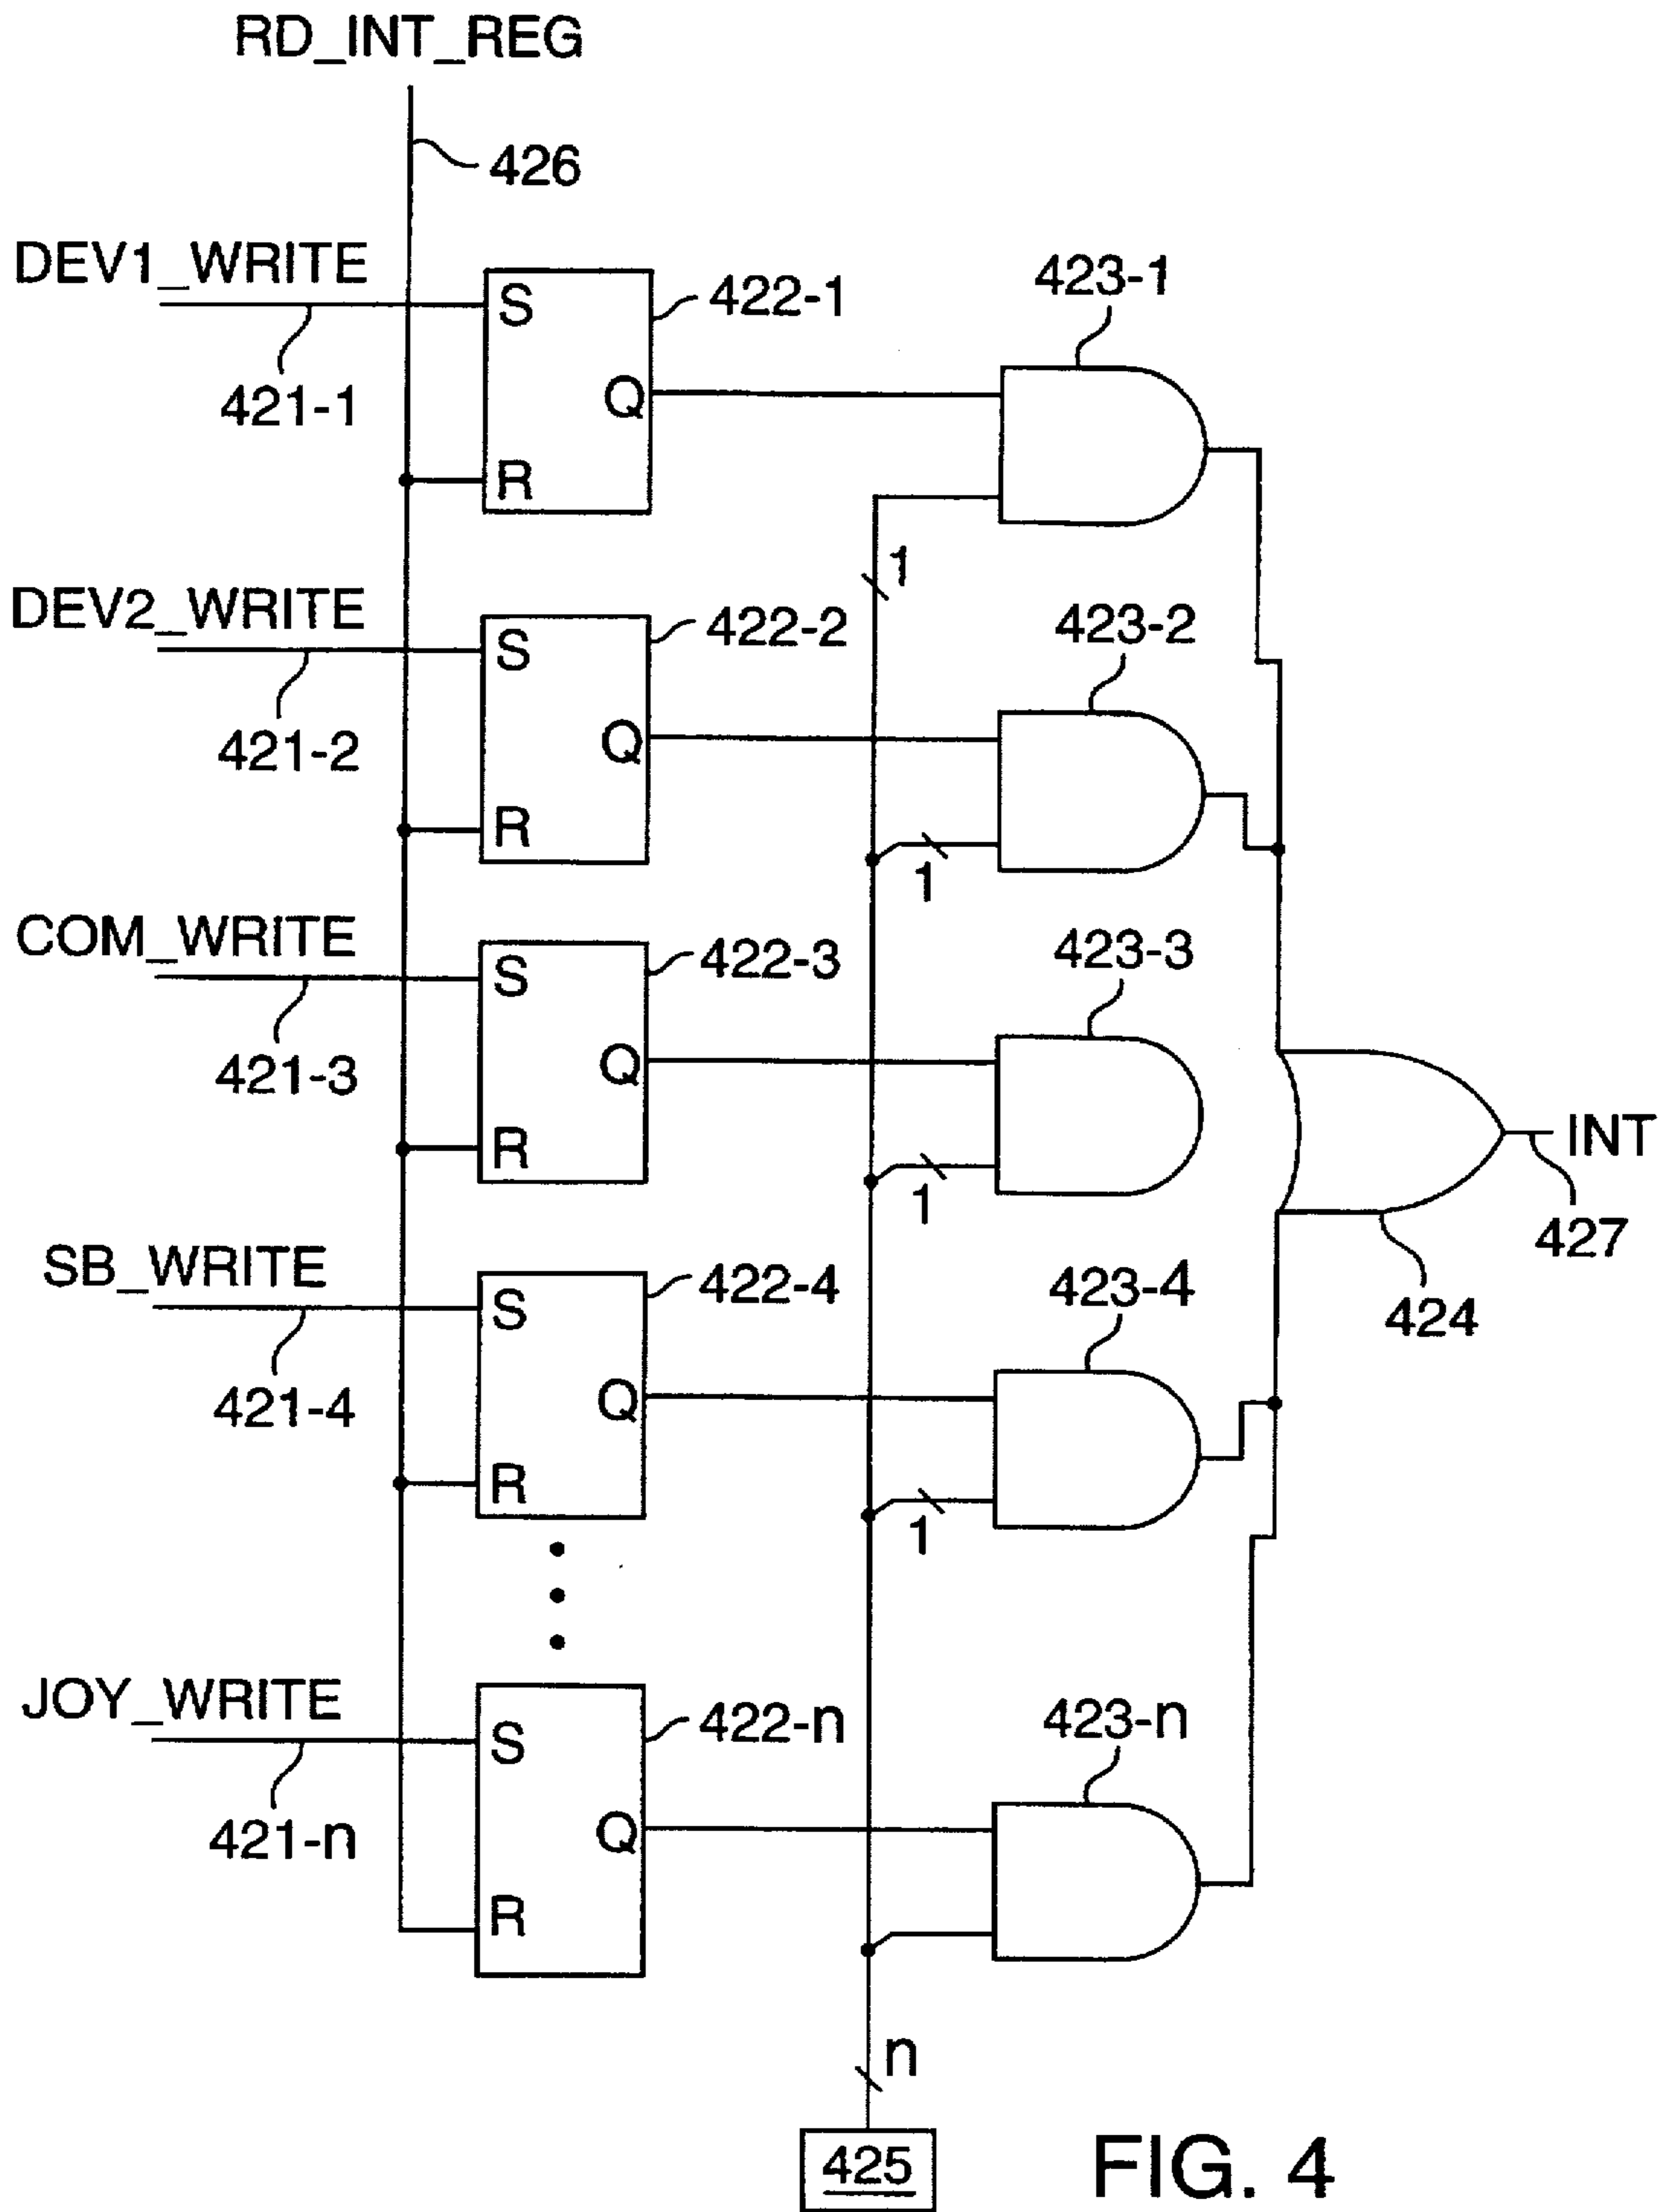 RD_INT_REG
426
DEV1_WRITE
S
422-1
423-1
421-1
Q
R
1
DEV2_WRITE
S
422-2
423-2
421-2
Q
R
1
COM_WRITE
S
422-3
423-3
421-3
Q
R
1
INT
427
424
SB_WRITE
S
422-4
423-4
421-4
Q
R
1
JOY_WRITE
S
422-n
423-n
421-n
Q
R
n
425
FIG. 4